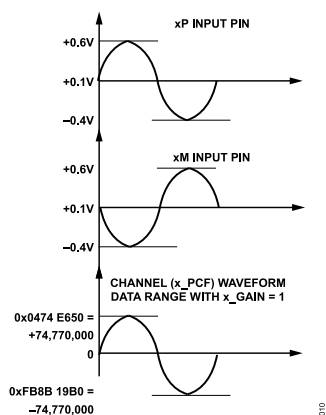 xP INPUT PIN
+0.6V
+0.1V
–0.4V
xM INPUT PIN
+0.6V
+0.1V
–0.4V
CHANNEL (x_PCF) WAVEFORM
DATA RANGE WITH x_GAIN = 1
0x0474 E650 =
+74,770,000
0
0xFB8B 19B0 =
–74,770,000
010